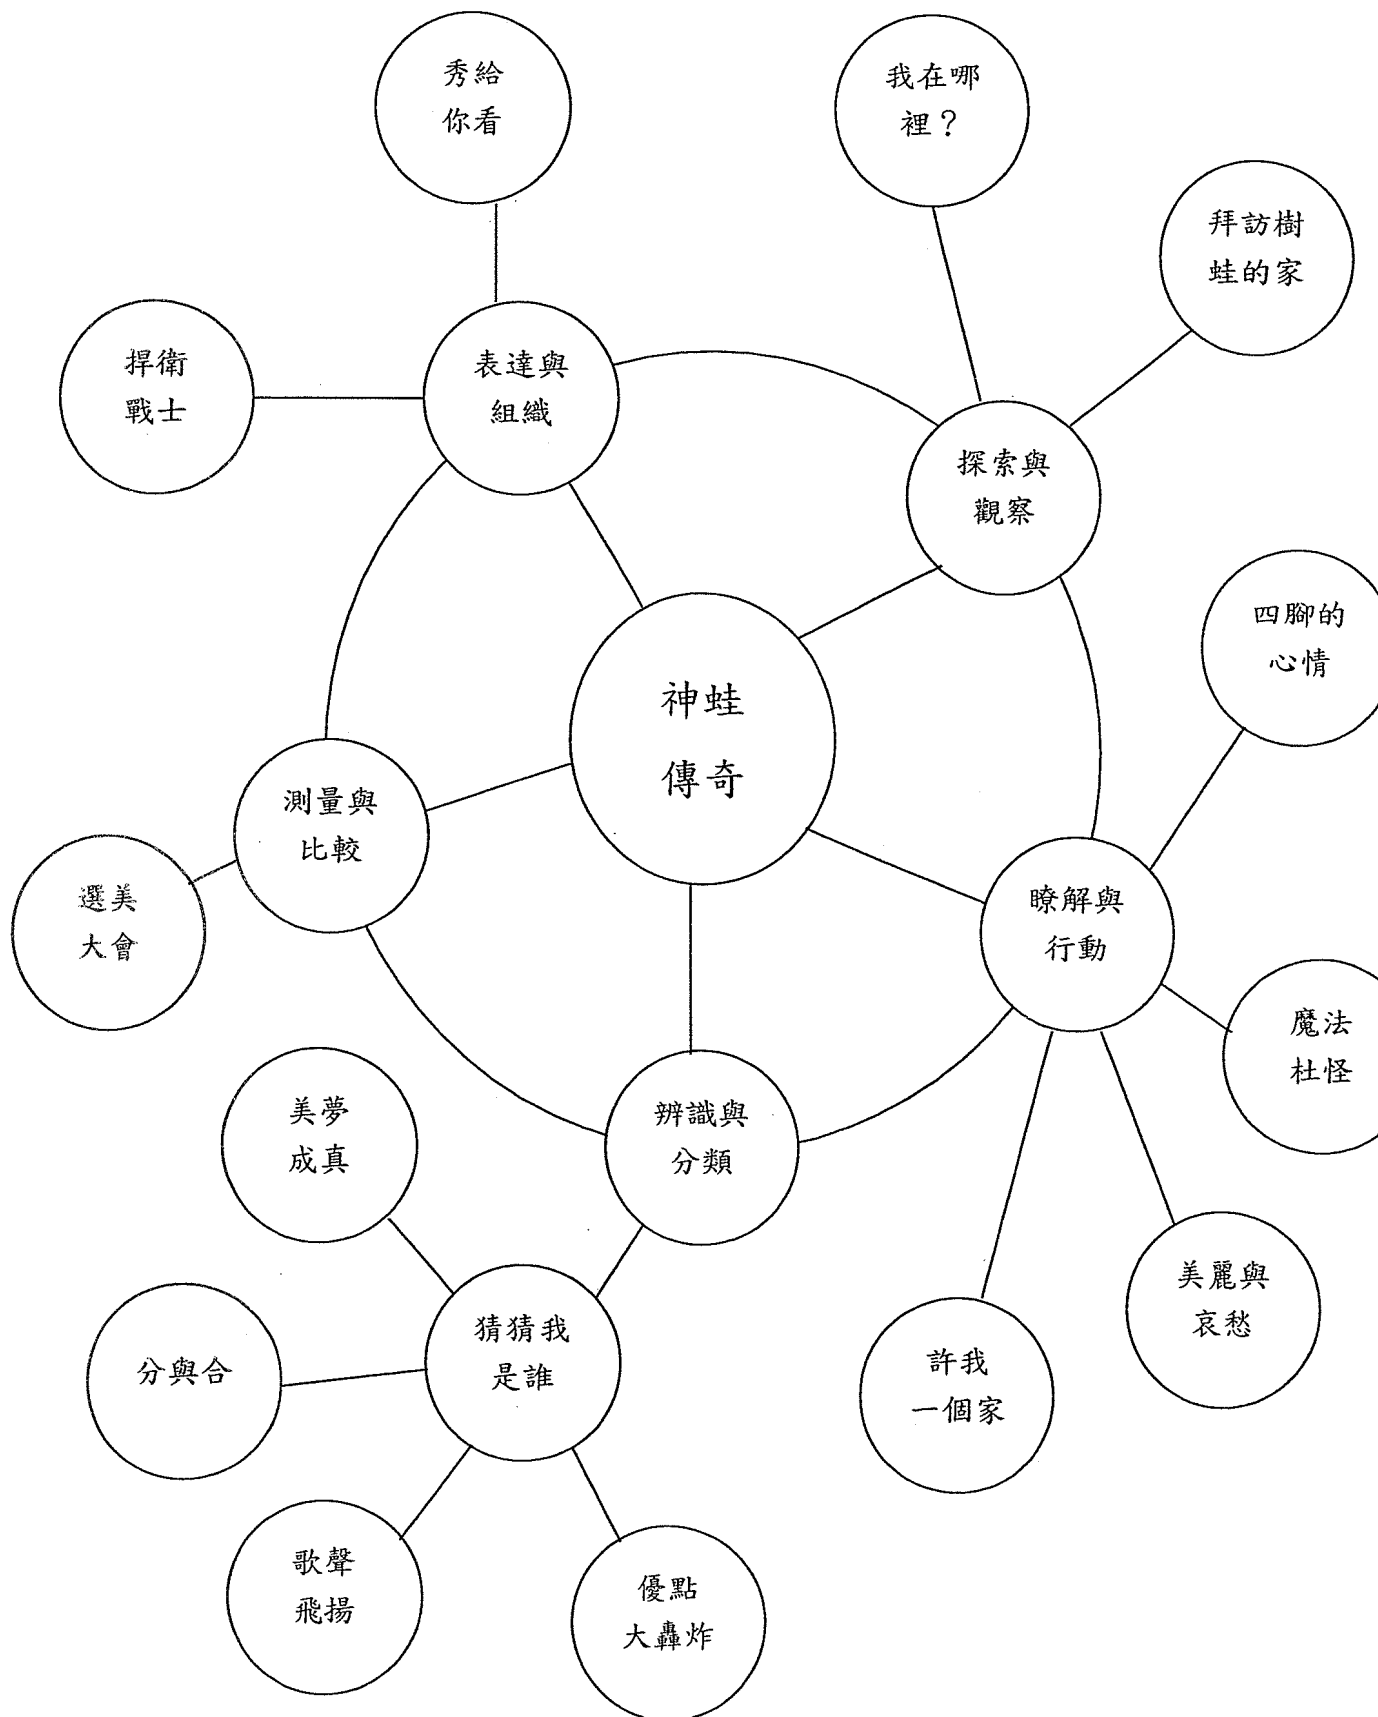 秀給
你看
我在哪
裡？
拜訪樹
蛙的家
捍衛
戰士
表達與
組織
探索與
觀察
四腳的
心情
神蛙
傳奇
測量與
比較
選美
大會
瞭解與
行動
魔法
杜怪
美夢
成真
辨識與
分類
美麗與
哀愁
猜猜我
是誰
分與合
許我
一個家
歌聲
飛揚
優點
大轟炸